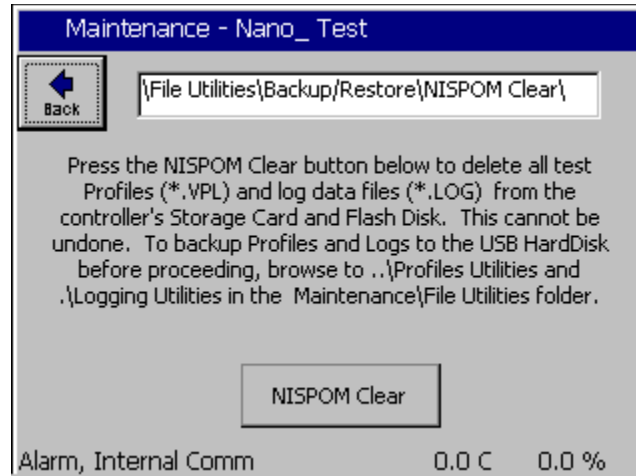 Maintenance - Nano_ Test
Back
\File Utilities\Backup/Restore\NISPOM Clear\
Press the NISPOM Clear button below to delete all test
Profiles (*.VPL) and log data files (*.LOG) from the
controller's Storage Card and Flash Disk. This cannot be
undone. To backup Profiles and Logs to the USB HardDisk
before proceeding, browse to ..\Profiles Utilities and
.\Logging Utilities in the Maintenance\File Utilities folder.
NISPOM Clear
Alarm, Internal Comm 0.0 C 0.0 %